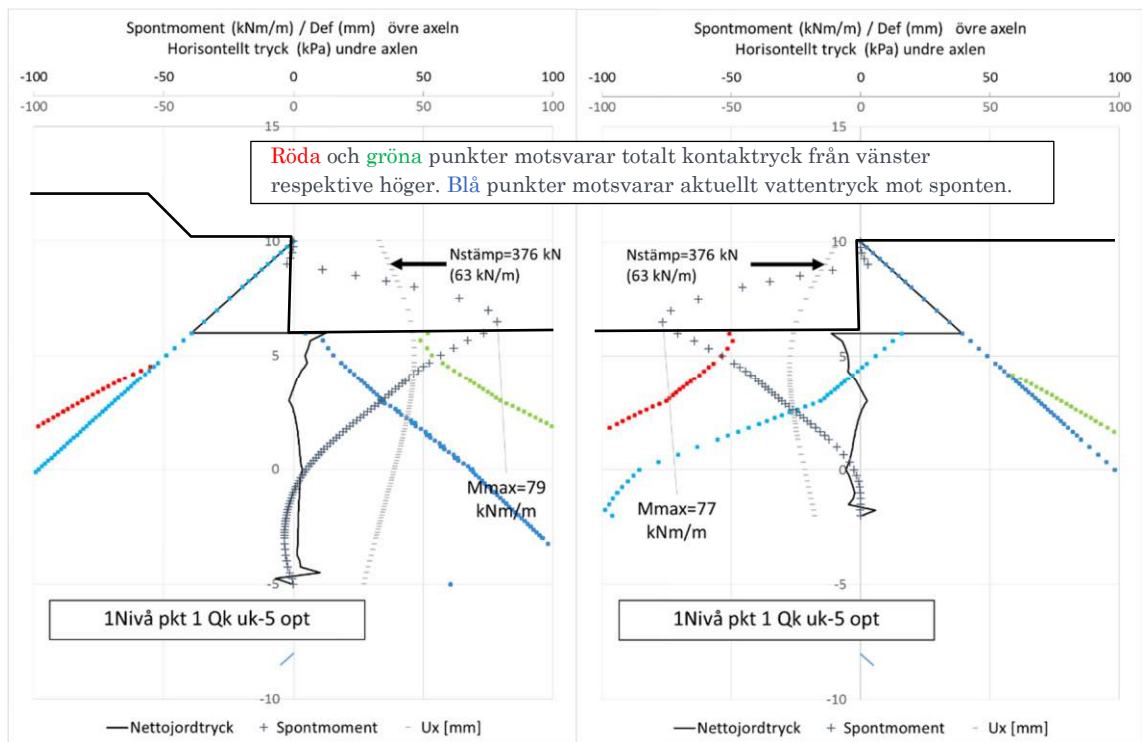 Spontmoment (kNm/m) / Def (mm) övre axeln
Horisontellt tryck (kPa) undre axlen
-100 -50 0 50 100
-100 -50 0 50 100
15
10
5
0
-5
-10
Nstämp=376 kN
(63 kN/m)
Mmax=79
kNm/m
1Nivå pkt 1 Qk uk-5 opt
Nettojordtryck Spontmoment Ux [mm]
Röda och gröna punkter motsvarar totalt kontaktryck från vänster
respektive höger. Blå punkter motsvarar aktuellt vattentryck mot sponten.
Spontmoment (kNm/m) / Def (mm) övre axeln
Horisontellt tryck (kPa) undre axlen
-100 -50 0 50 100
-100 -50 0 50 100
15
10
5
0
-5
-10
Nstämp=376 kN
(63 kN/m)
Mmax=77
kNm/m
1Nivå pkt 1 Qk uk-5 opt
Nettojordtryck Spontmoment Ux [mm]